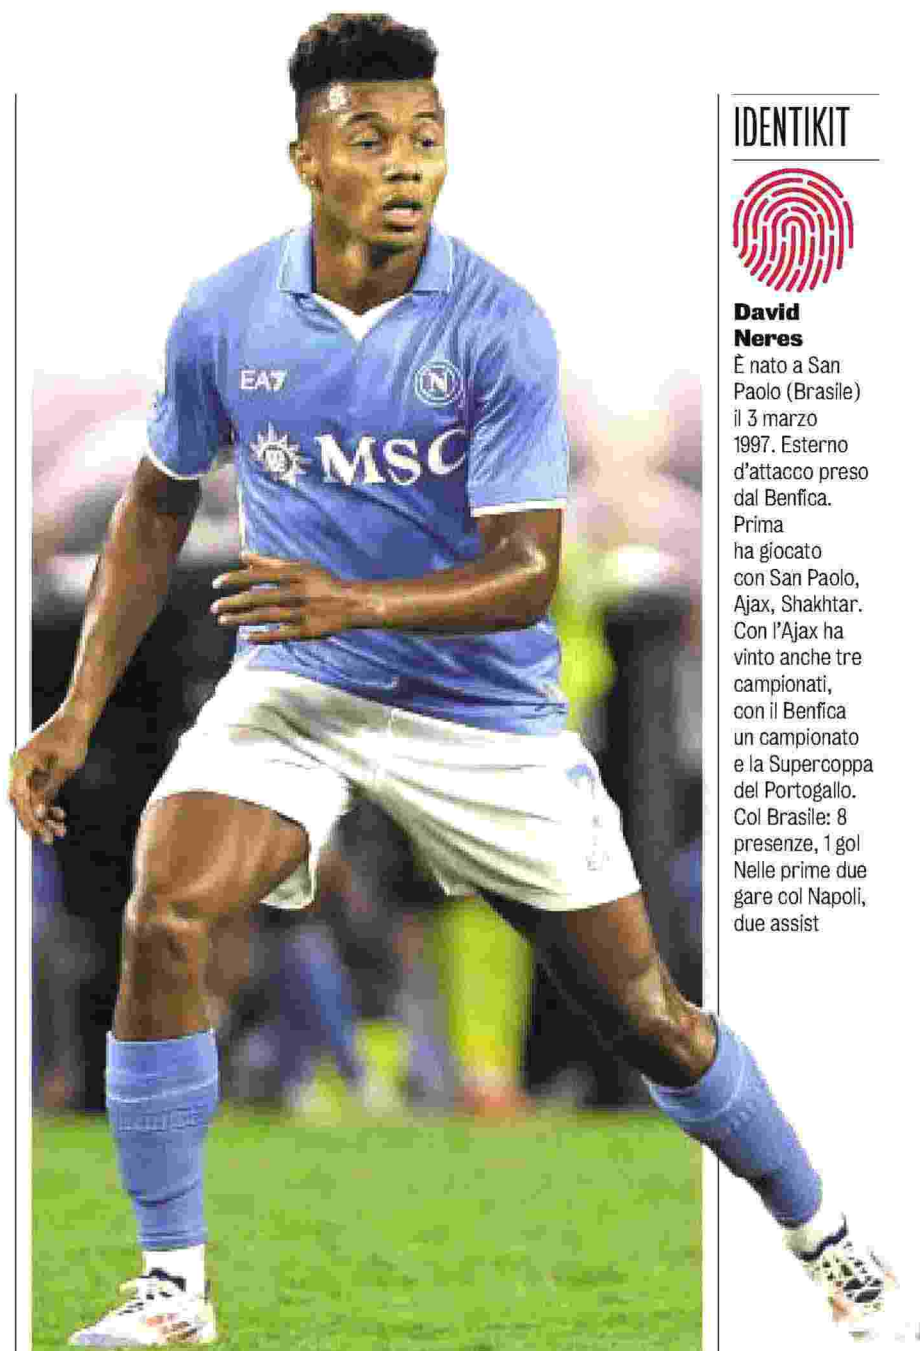 IDENTIKIT
David
Neres
È nato a San
Paolo (Brasile)
il 3 marzo
1997. Esterno
d'attacco preso
dal Benfica.
Prima
ha giocato
con San Paolo,
Ajax, Shakhtar.
Con l'Ajax ha
vinto anche tre
campionati,
con il Benfica
un campionato
e la Supercoppa
del Portogallo.
Col Brasile: 8
presenze, 1 gol
Nelle prime due
gare col Napoli,
due assist
EA7
N
MSC